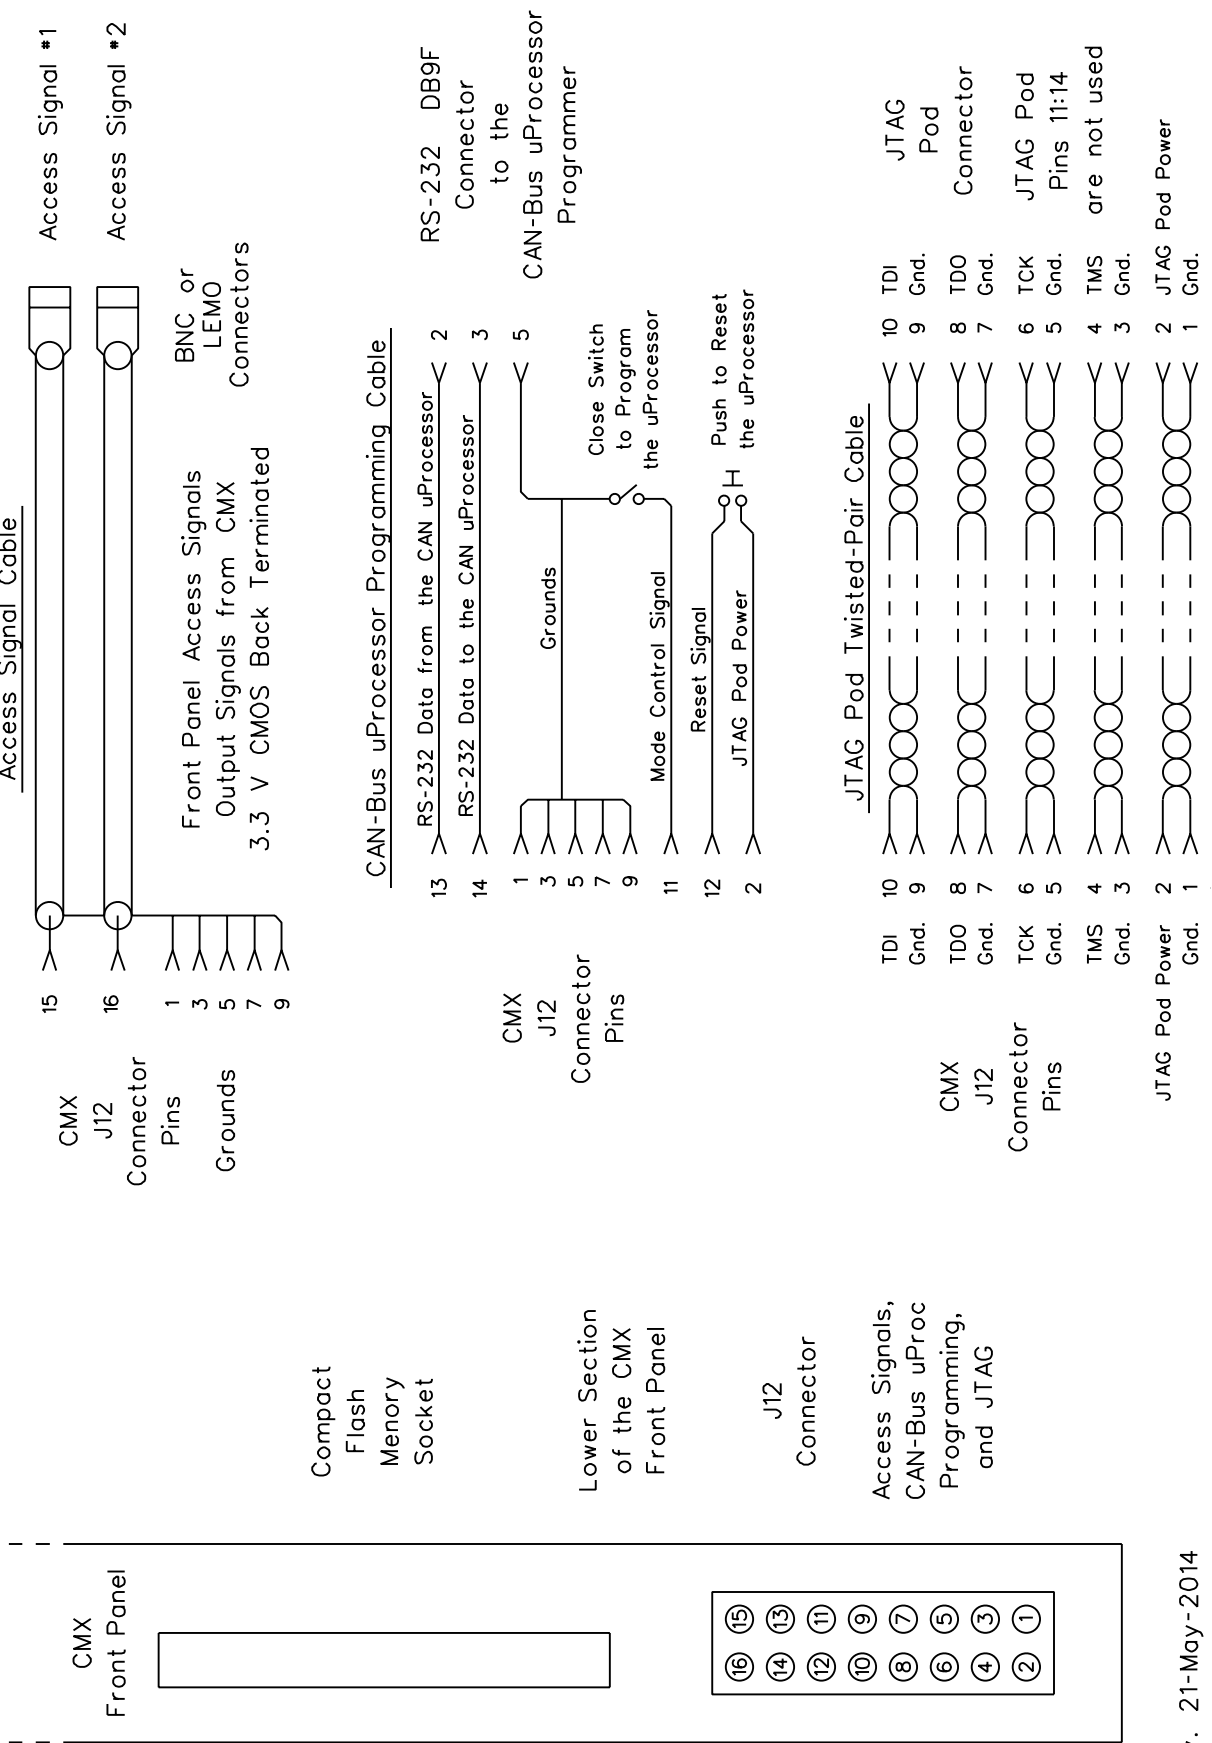 Access Signal Cable
Access Signal #1
Access Signal #2
15
16
1
3
5
7
9
CMX
J12
Connector
Pins
Grounds
BNC or
LEMO
Connectors
Front Panel Access Signals
Output Signals from CMX
3.3 V CMOS Back Terminated
CAN-Bus uProcessor Programming Cable
RS-232 DB9F
Connector
to the
CAN-Bus uProcessor
Programmer
13
RS-232 Data from the CAN uProcessor
2
14
RS-232 Data to the CAN uProcessor
3
1
3
5
7
9
Grounds
5
11
Mode Control Signal
Close Switch
to Program
the uProcessor
12
Reset Signal
2
JTAG Pod Power
Push to Reset
the uProcessor
CMX
J12
Connector
Pins
JTAG Pod Twisted-Pair Cable
TDI 10
10 TDI
Gnd. 9
9 Gnd.
TDO 8
8 TDO
Gnd. 7
7 Gnd.
TCK 6
6 TCK
Gnd. 5
5 Gnd.
TMS 4
4 TMS
Gnd. 3
3 Gnd.
JTAG Pod Power 2
2 JTAG Pod Power
Gnd. 1
1 Gnd.
CMX
J12
Connector
Pins
JTAG
Pod
Connector
JTAG Pod
Pins 11:14
are not used
CMX
Front Panel
Compact
Flash
Menory
Socket
Lower Section
of the CMX
Front Panel
J12
Connector
Access Signals,
CAN-Bus uProc
Programming,
and JTAG
16 15
14 13
12 11
10 9
8 7
6 5
4 3
2 1
21-May-2014